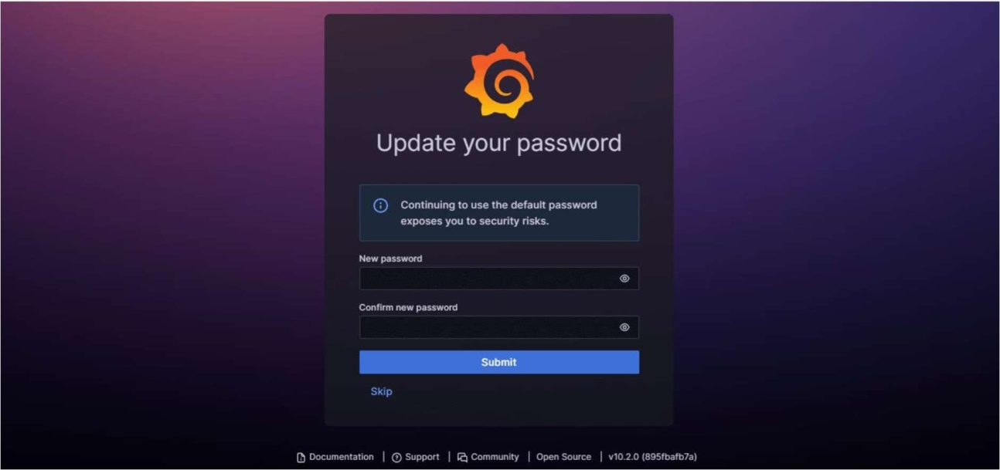 Update your password
Continuing to use the default password
exposes you to security risks.
New password
Confirm new password
Submit
Skip
Documentation | Support | Community | Open Source | v10.2.0 (895fbafb7a)